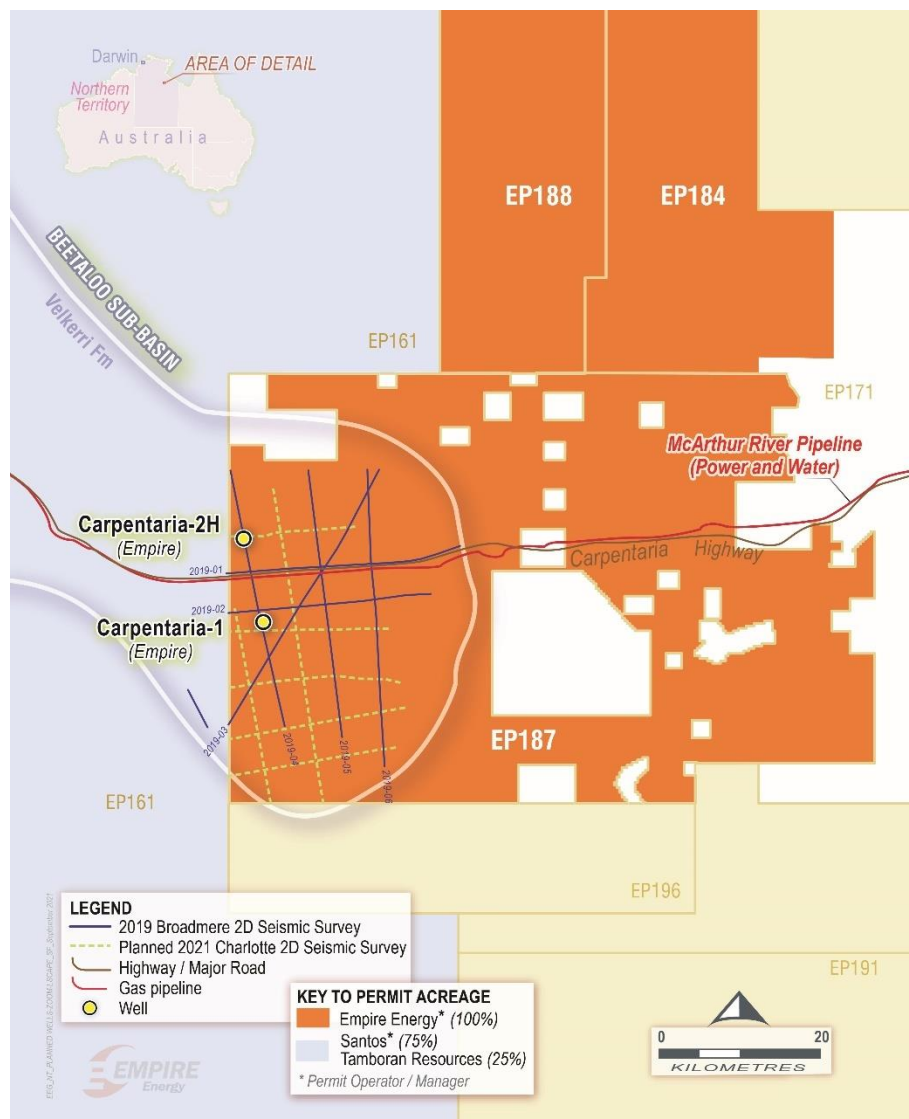 Darwin
AREA OF DETAIL
Northern
Territory
Australia
EP188
EP184
BEETALOO SUB-BASIN
Velkerri Fm
EP161
EP171
McArthur River Pipeline
(Power and Water)
Carpentaria-2H
(Empire)
Carpentaria Highway
2019-01
2019-02
Carpentaria-1
(Empire)
2019-03
2019-04
2019-05
2019-06
EP187
EP161
EP196
EP191
LEGEND
2019 Broadmere 2D Seismic Survey
Planned 2021 Charlotte 2D Seismic Survey
Highway / Major Road
Gas pipeline
Well
KEY TO PERMIT ACREAGE
Empire Energy* (100%)
Santos* (75%)
Tamboran Resources (25%)
* Permit Operator / Manager
0 20
KILOMETRES
EMPIRE
Energy